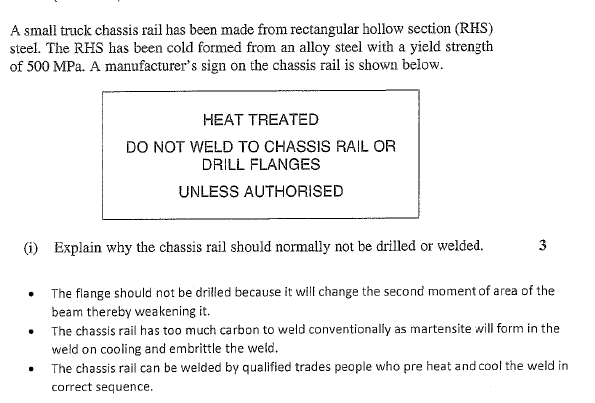 A small truck chassis rail has been made from rectangular hollow section (RHS)
steel. The RHS has been cold formed from an alloy steel with a yield strength
of 500 MPa. A manufacturer's sign on the chassis rail is shown below.
HEAT TREATED
DO NOT WELD TO CHASSIS RAIL OR
DRILL FLANGES
UNLESS AUTHORISED
(i) Explain why the chassis rail should normally not be drilled or welded. 3
• The flange should not be drilled because it will change the second moment of area of the
beam thereby weakening it.
• The chassis rail has too much carbon to weld conventionally as martensite will form in the
weld on cooling and embrittle the weld.
• The chassis rail can be welded by qualified trades people who pre heat and cool the weld in
correct sequence.